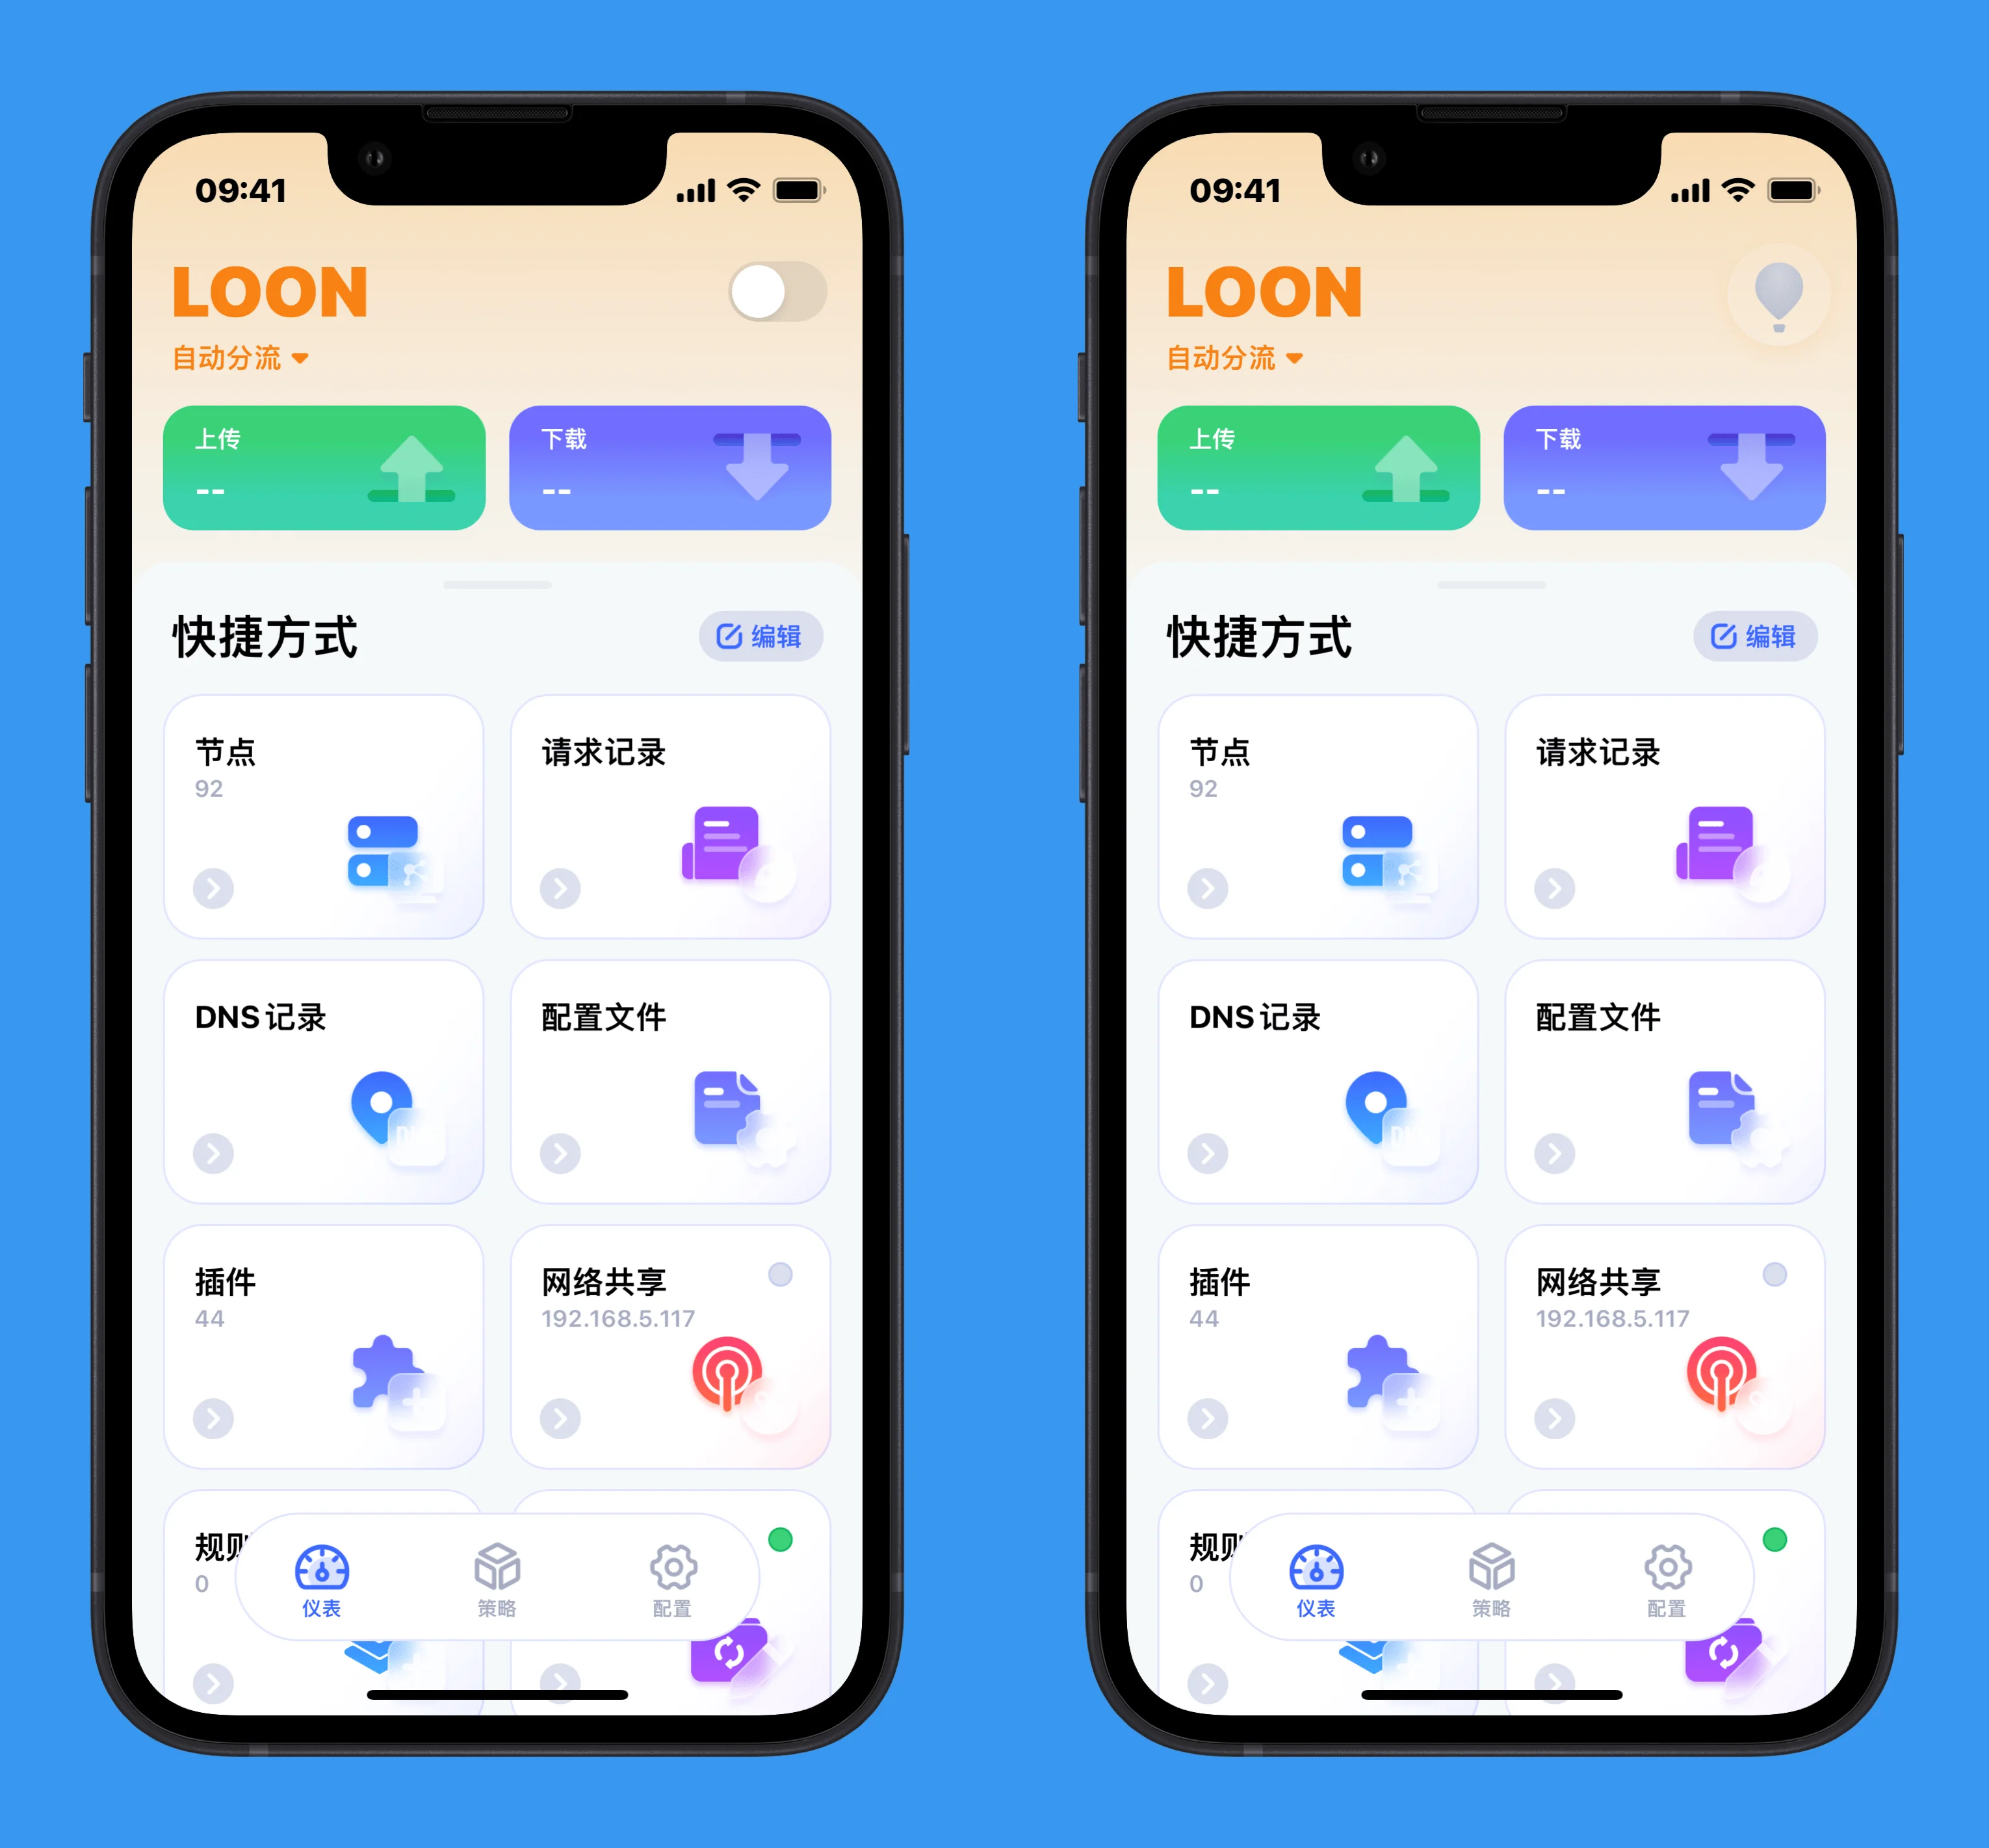 09:41
LOON
自动分流
上传
--
下载
--
快捷方式
编辑
节点
92
请求记录
DNS 记录
配置文件
插件
44
网络共享
192.168.5.117
规则
0
仪表
策略
配置
09:41
LOON
自动分流
上传
--
下载
--
快捷方式
编辑
节点
92
请求记录
DNS 记录
配置文件
插件
44
网络共享
192.168.5.117
规则
0
仪表
策略
配置